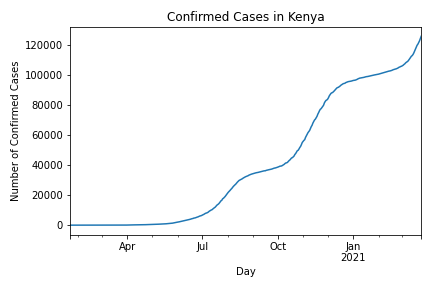 Confirmed Cases in Kenya
120000
100000
80000
60000
40000
20000
0
Number of Confirmed Cases
Apr
Jul
Oct
Jan
2021
Day